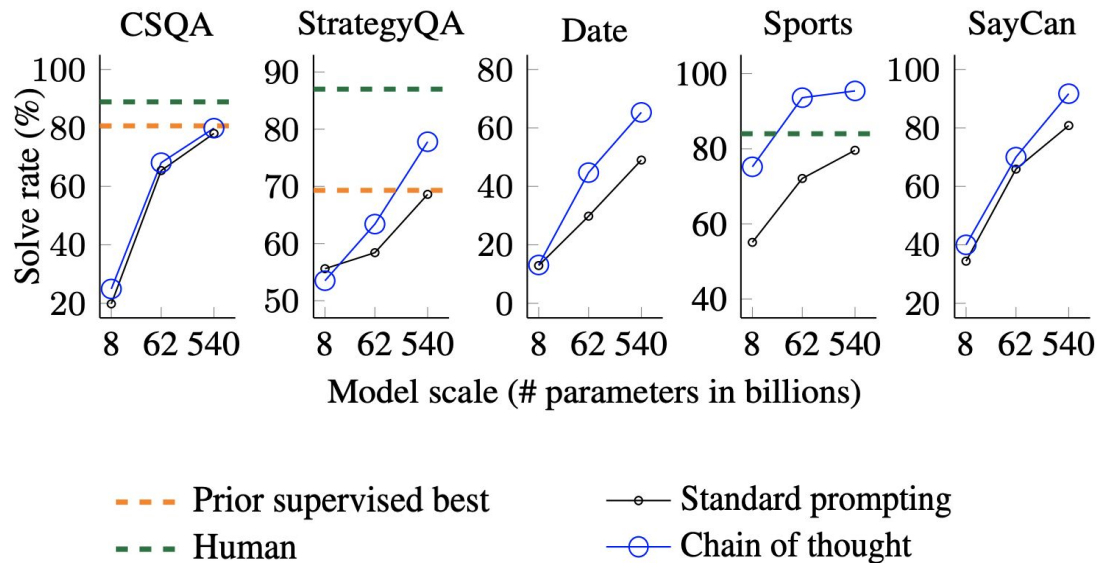 CSQA
StrategyQA
Date
Sports
SayCan
Solve rate (%)
100
80
60
40
20
8 62 540
90
80
70
60
50
8 62 540
80
60
40
20
0
8 62 540
100
80
60
40
8 62 540
100
80
60
40
20
8 62 540
Model scale (# parameters in billions)
Prior supervised best
Human
Standard prompting
Chain of thought